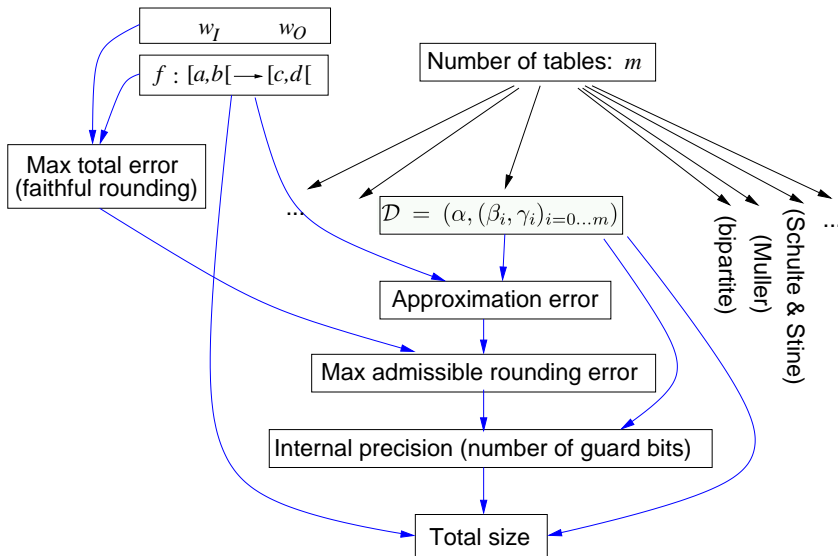 w_I w_O
f : [a,b[ → [c,d[
Number of tables: m
Max total error
(faithful rounding)
...
𝒟 = (α, (β_i, γ_i)_{i=0...m})
(bipartite)
(Muller)
(Schulte & Stine)
...
Approximation error
Max admissible rounding error
Internal precision (number of guard bits)
Total size